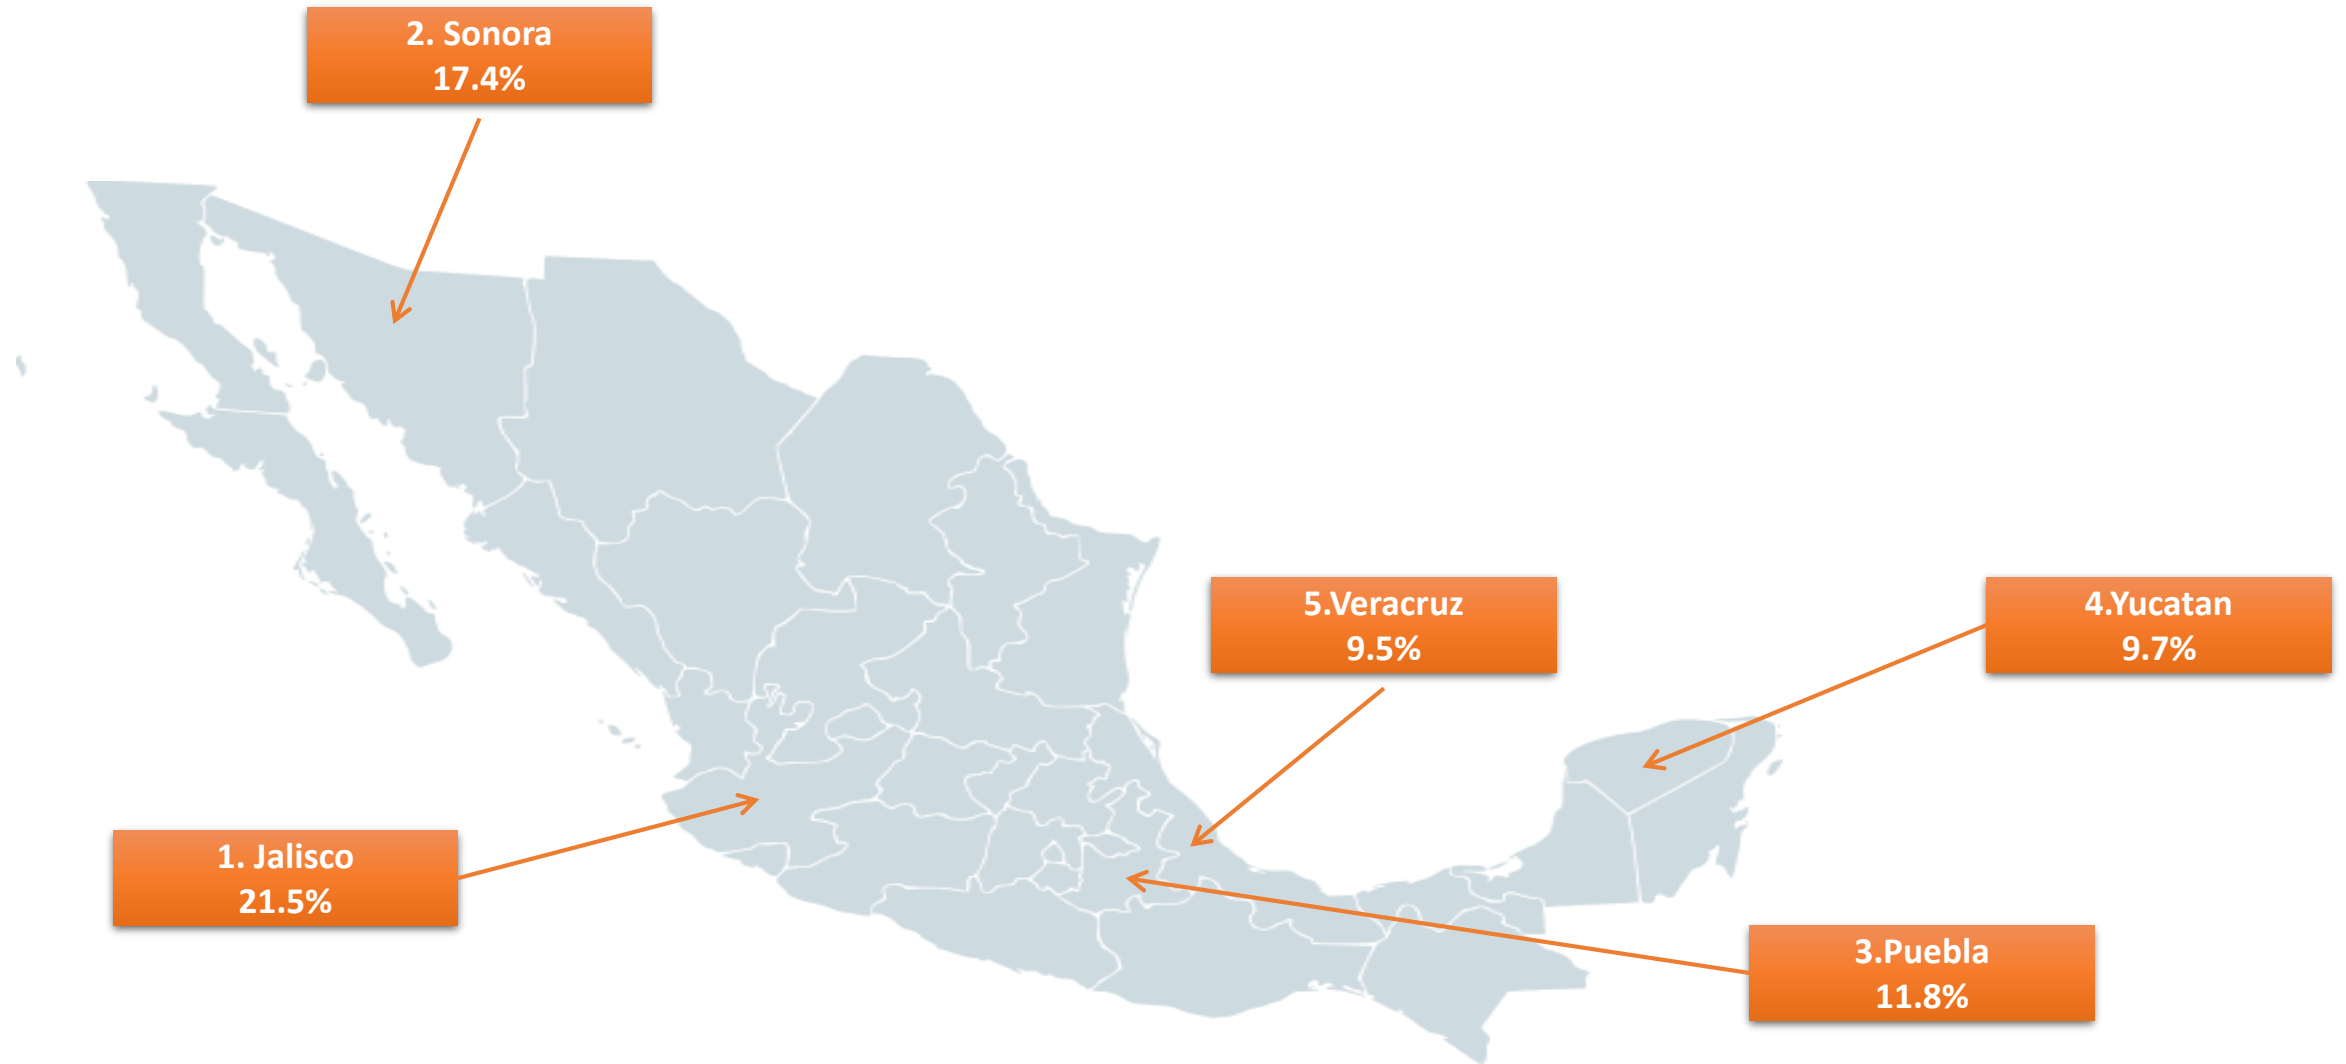 2. Sonora
17.4%
5.Veracruz
9.5%
4.Yucatan
9.7%
1. Jalisco
21.5%
3.Puebla
11.8%